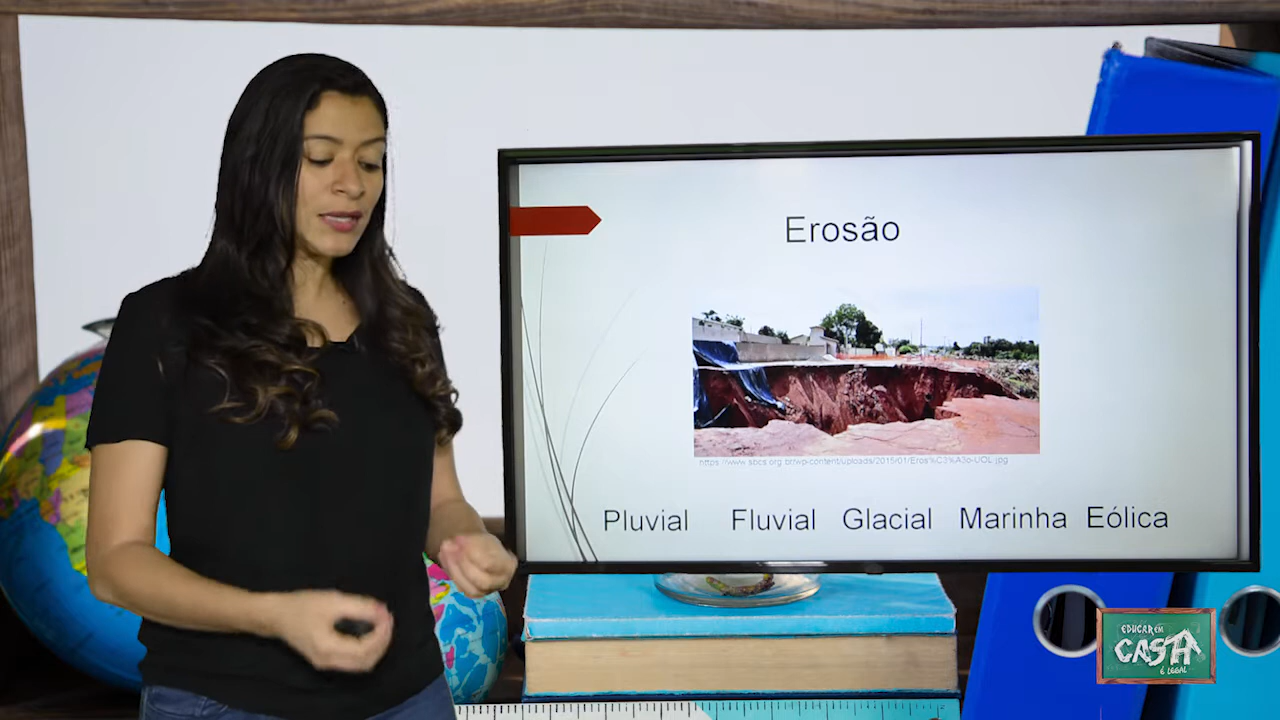 Erosão
https://www.sbcs.org.br/wp-content/uploads/2015/01/Eros%C3%A3o-UOL.jpg
Pluvial Fluvial Glacial Marinha Eólica
EDUCAR EM
CASA
É LEGAL